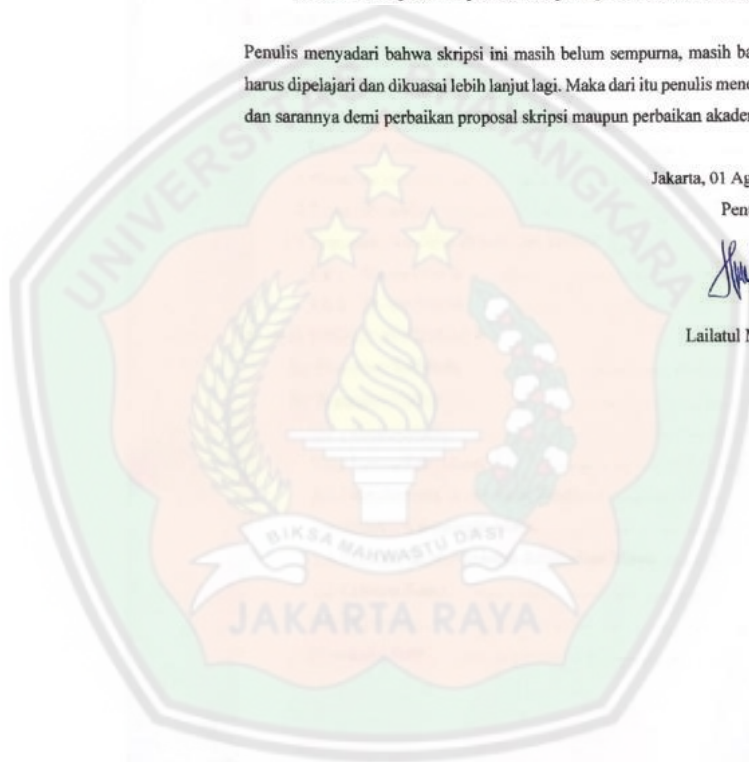 Penulis menyadari bahwa skripsi ini masih belum sempurna, masih ba
harus dipelajari dan dikuasai lebih lanjut lagi. Maka dari itu penulis menc
dan sarannya demi perbaikan proposal skripsi maupun perbaikan akader
Jakarta, 01 Ag
Pen
Lailatul
UNIVERSITAS BHAYANGKARA
BIKSA MAHWASTU DASI
JAKARTA RAYA